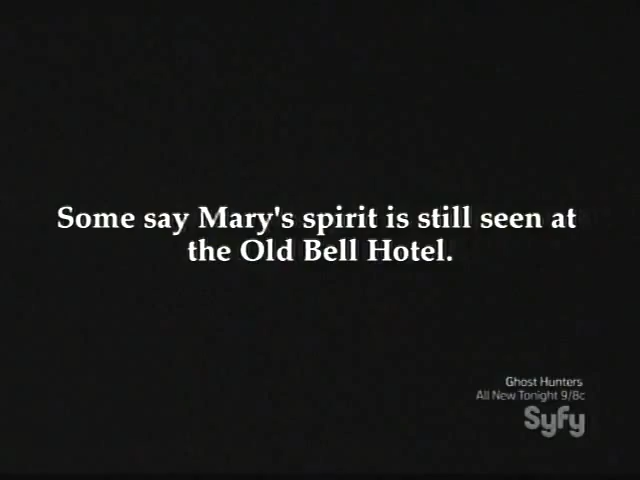 Some say Mary's spirit is still seen at
the Old Bell Hotel.
Ghost Hunters
All New Tonight 9/8c
Syfy